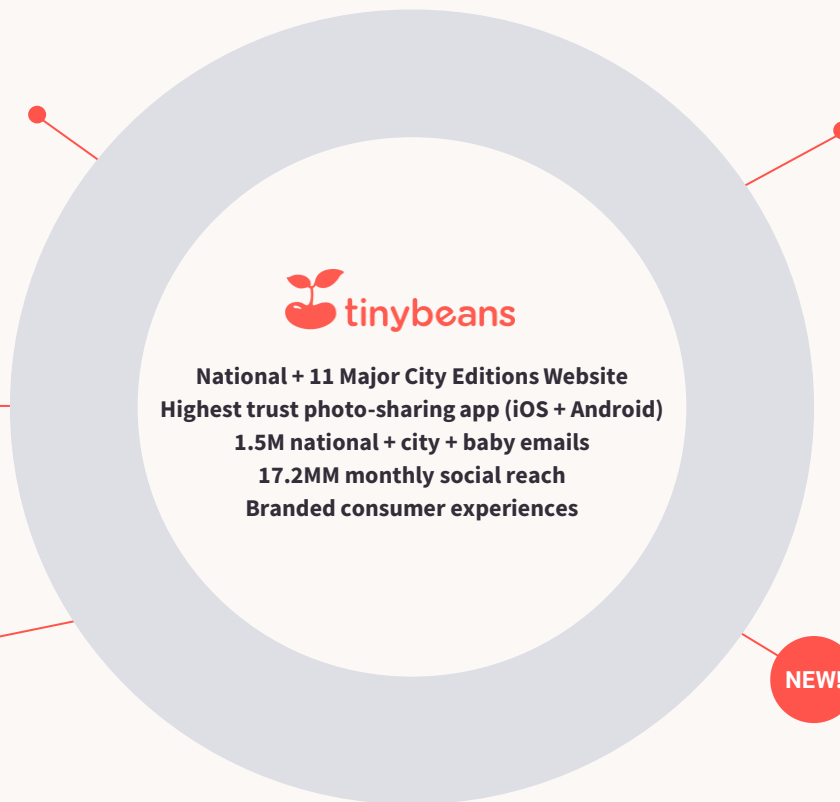 tinybeans
National + 11 Major City Editions Website
Highest trust photo-sharing app (iOS + Android)
1.5M national + city + baby emails
17.2MM monthly social reach
Branded consumer experiences
NEW!